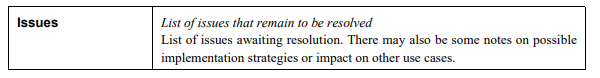 Issues
List of issues that remain to be resolved
List of issues awaiting resolution. There may also be some notes on possible
implementation strategies or impact on other use cases.